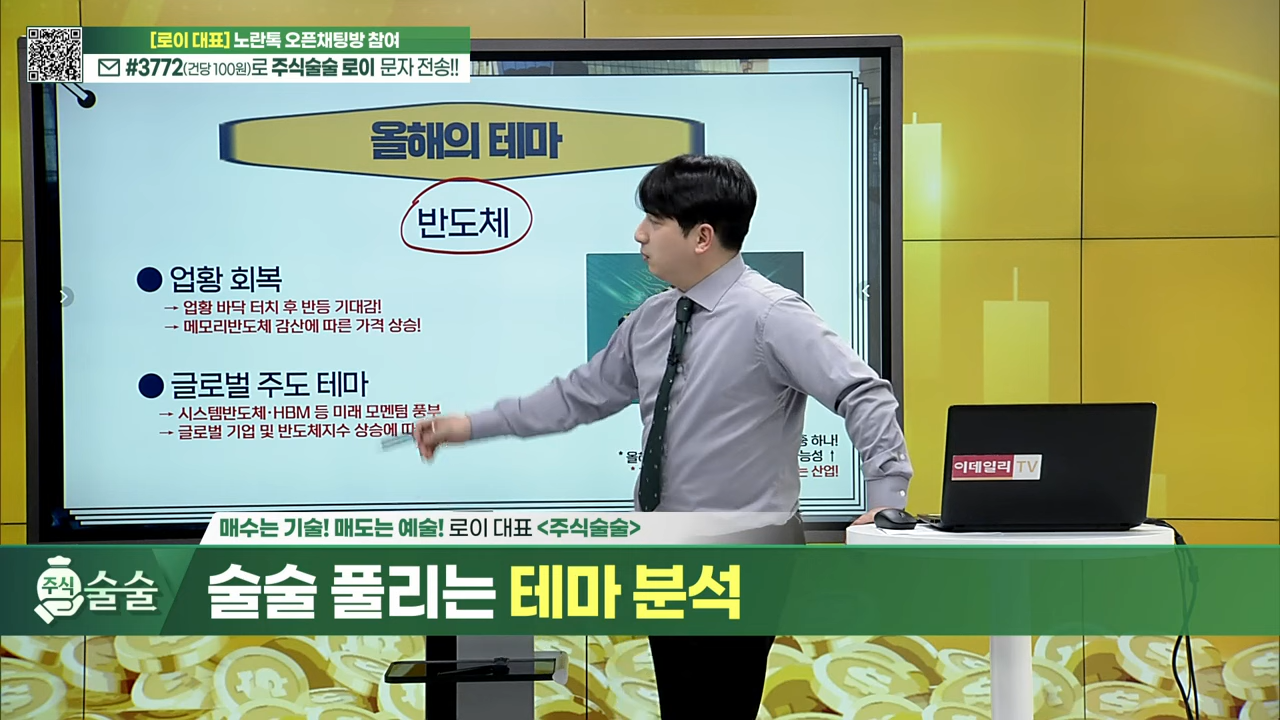 [로이 대표] 노란톡 오픈채팅방 참여
#3772(건당 100원)로 주식술술 로이 문자 전송!!
올해의 테마
반도체
업황 회복
→ 업황 바닥 터치 후 반등 기대감!
→ 메모리반도체 감산에 따른 가격 상승!
글로벌 주도 테마
→ 시스템반도체·HBM 등 미래 모멘텀 풍부
→ 글로벌 기업 및 반도체지수 상승에 따
중 하나!
* 올해
능성 ↑
는 산업!
이데일리 TV
매수는 기술! 매도는 예술! 로이 대표 <주식술술>
주식 술술
술술 풀리는 테마 분석